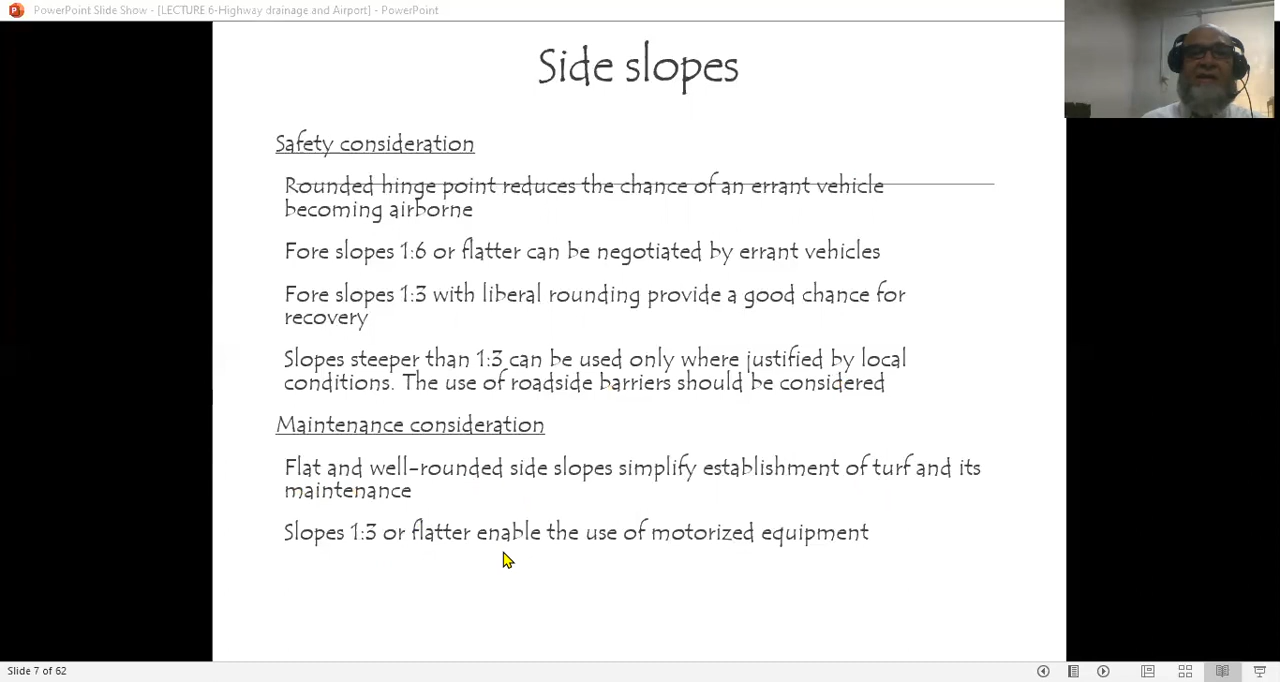 PowerPoint Slide Show - [LECTURE 6-Highway drainage and Airport] - PowerPoint
Side slopes
Safety consideration
Rounded hinge point reduces the chance of an errant vehicle
becoming airborne
Fore slopes 1:6 or flatter can be negotiated by errant vehicles
Fore slopes 1:3 with liberal rounding provide a good chance for
recovery
Slopes steeper than 1:3 can be used only where justified by local
conditions. The use of roadside barriers should be considered
Maintenance consideration
Flat and well-rounded side slopes simplify establishment of turf and its
maintenance
Slopes 1:3 or flatter enable the use of motorized equipment
Slide 7 of 62